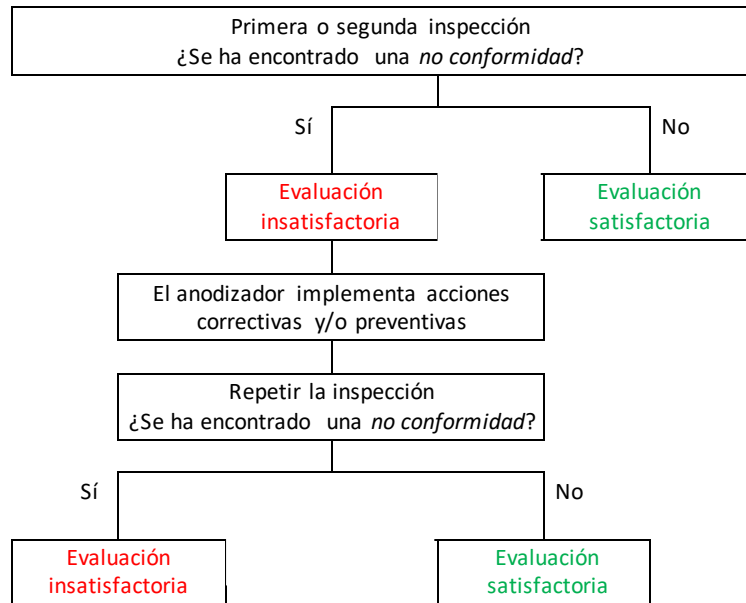 Primera o segunda inspección
¿Se ha encontrado una no conformidad?
Sí
No
Evaluación
insatisfactoria
Evaluación
satisfactoria
El anodizador implementa acciones
correctivas y/o preventivas
Repetir la inspección
¿Se ha encontrado una no conformidad?
Sí
No
Evaluación
insatisfactoria
Evaluación
satisfactoria